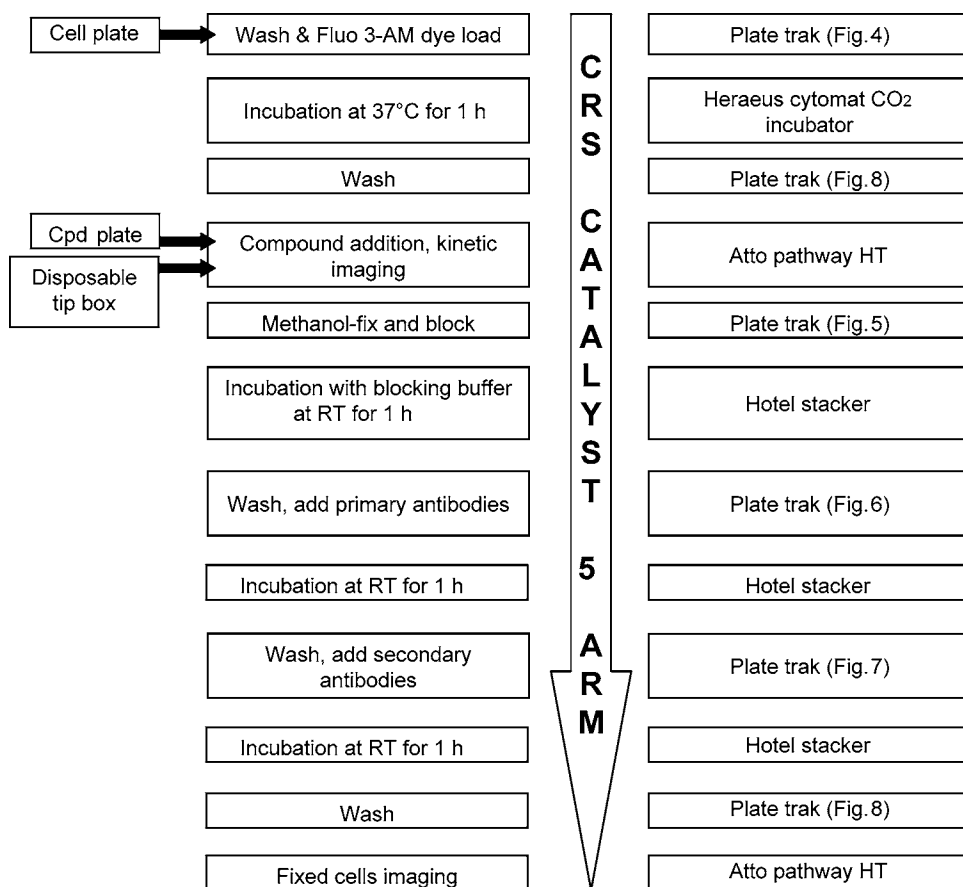 Cell plate
Wash & Fluo 3-AM dye load
Plate trak (Fig.4)
Incubation at 37°C for 1 h
Heraeus cytomat CO2
incubator
Wash
Plate trak (Fig.8)
Cpd plate
Disposable
tip box
Compound addition, kinetic
imaging
Atto pathway HT
Methanol-fix and block
Plate trak (Fig.5)
Incubation with blocking buffer
at RT for 1 h
Hotel stacker
Wash, add primary antibodies
Plate trak (Fig.6)
Incubation at RT for 1 h
Hotel stacker
Wash, add secondary
antibodies
Plate trak (Fig.7)
Incubation at RT for 1 h
Hotel stacker
Wash
Plate trak (Fig.8)
Fixed cells imaging
Atto pathway HT
CRS CATALYST 5 ARM